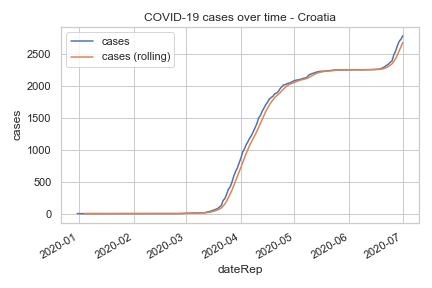 COVID-19 cases over time - Croatia
cases
cases (rolling)
2500
2000
1500
1000
500
0
cases
2020-01
2020-02
2020-03
2020-04
2020-05
2020-06
2020-07
dateRep